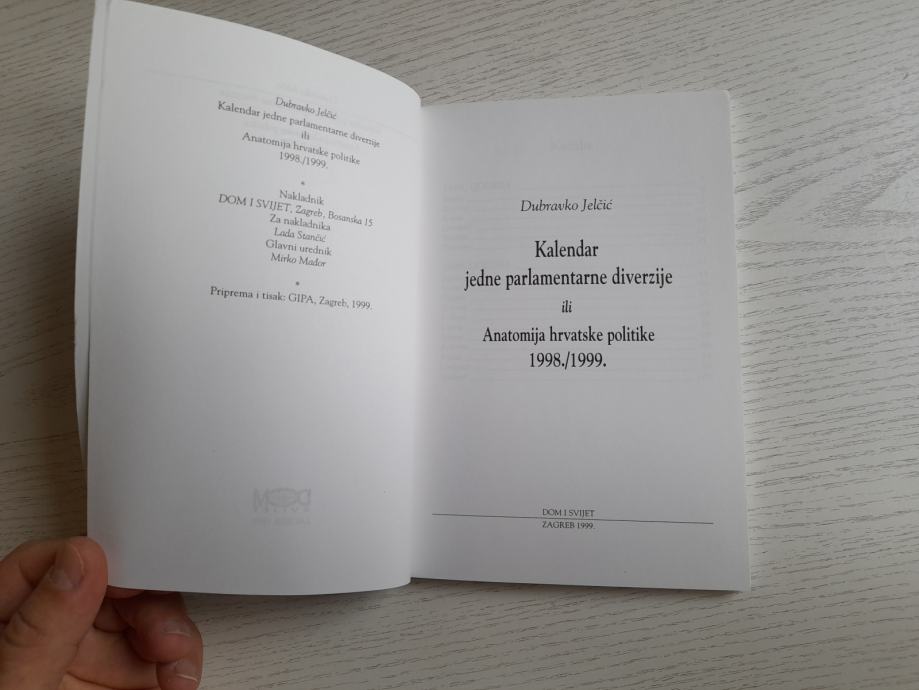 Dubravko Jelčić
Kalendar jedne parlamentarne diverzije
ili
Anatomija hrvatske politike
1998./1999.
*
Nakladnik
DOM I SVIJET, Zagreb, Bosanska 15
Za nakladnika
Lada Stančić
Glavni urednik
Mirko Mađor
*
Priprema i tisak: GIPA, Zagreb, 1999.
Dubravko Jelčić
Kalendar
jedne parlamentarne diverzije
ili
Anatomija hrvatske politike
1998./1999.
DOM I SVIJET
ZAGREB 1999.